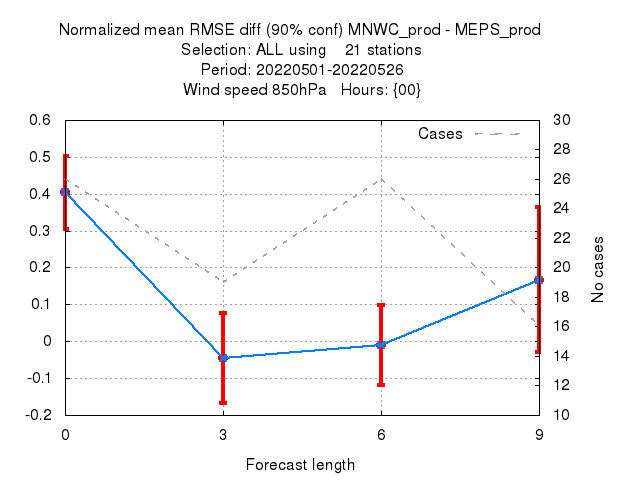 Normalized mean RMSE diff (90% conf) MNWC_prod - MEPS_prod
Selection: ALL using    21 stations
Period: 20220501-20220526
Wind speed 850hPa   Hours: {00}
Cases
0.6
0.5
0.4
0.3
0.2
0.1
0
-0.1
-0.2
30
28
26
24
22
20
18
16
14
12
10
No cases
0 3 6 9
Forecast length